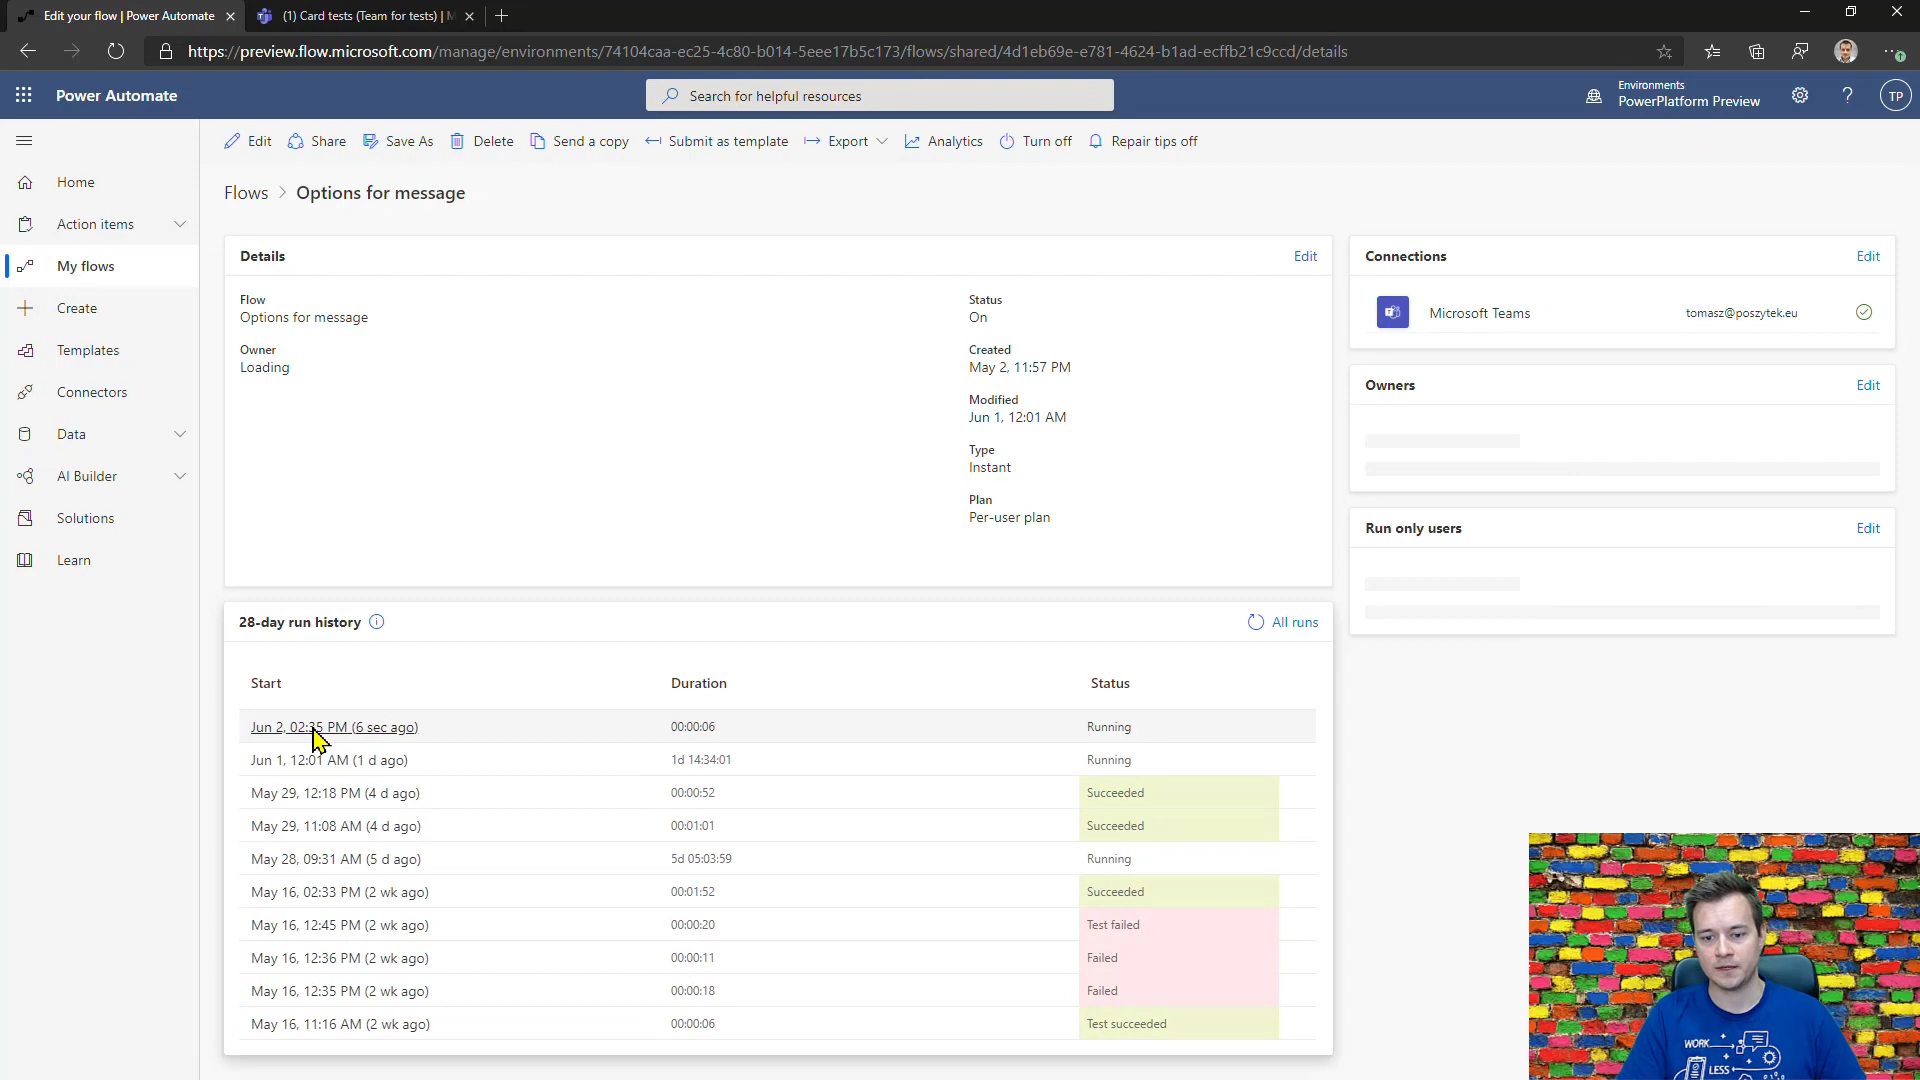 Edit your flow | Power Automate
(1) Card tests (Team for tests) | M
https://preview.flow.microsoft.com/manage/environments/74104caa-ec25-4c80-b014-5eee17b5c173/flows/shared/4d1eb69e-e781-4624-b1ad-ecffb21c9ccd/details
Power Automate
Search for helpful resources
Environments
PowerPlatform Preview
TP
Edit
Share
Save As
Delete
Send a copy
Submit as template
Export
Analytics
Turn off
Repair tips off
Home
Action items
My flows
Create
Templates
Connectors
Data
AI Builder
Solutions
Learn
Flows > Options for message
Details
Edit
Flow
Options for message
Owner
Loading
Status
On
Created
May 2, 11:57 PM
Modified
Jun 1, 12:01 AM
Type
Instant
Plan
Per-user plan
Connections
Edit
Microsoft Teams
tomasz@poszytek.eu
Owners
Edit
Run only users
Edit
28-day run history
All runs
Start Duration Status
Jun 2, 02:35 PM (6 sec ago) 00:00:06 Running
Jun 1, 12:01 AM (1 d ago) 1d 14:34:01 Running
May 29, 12:18 PM (4 d ago) 00:00:52 Succeeded
May 29, 11:08 AM (4 d ago) 00:01:01 Succeeded
May 28, 09:31 AM (5 d ago) 5d 05:03:59 Running
May 16, 02:33 PM (2 wk ago) 00:01:52 Succeeded
May 16, 12:45 PM (2 wk ago) 00:00:20 Test failed
May 16, 12:36 PM (2 wk ago) 00:00:11 Failed
May 16, 12:35 PM (2 wk ago) 00:00:18 Failed
May 16, 11:16 AM (2 wk ago) 00:00:06 Test succeeded
WORK
LESS